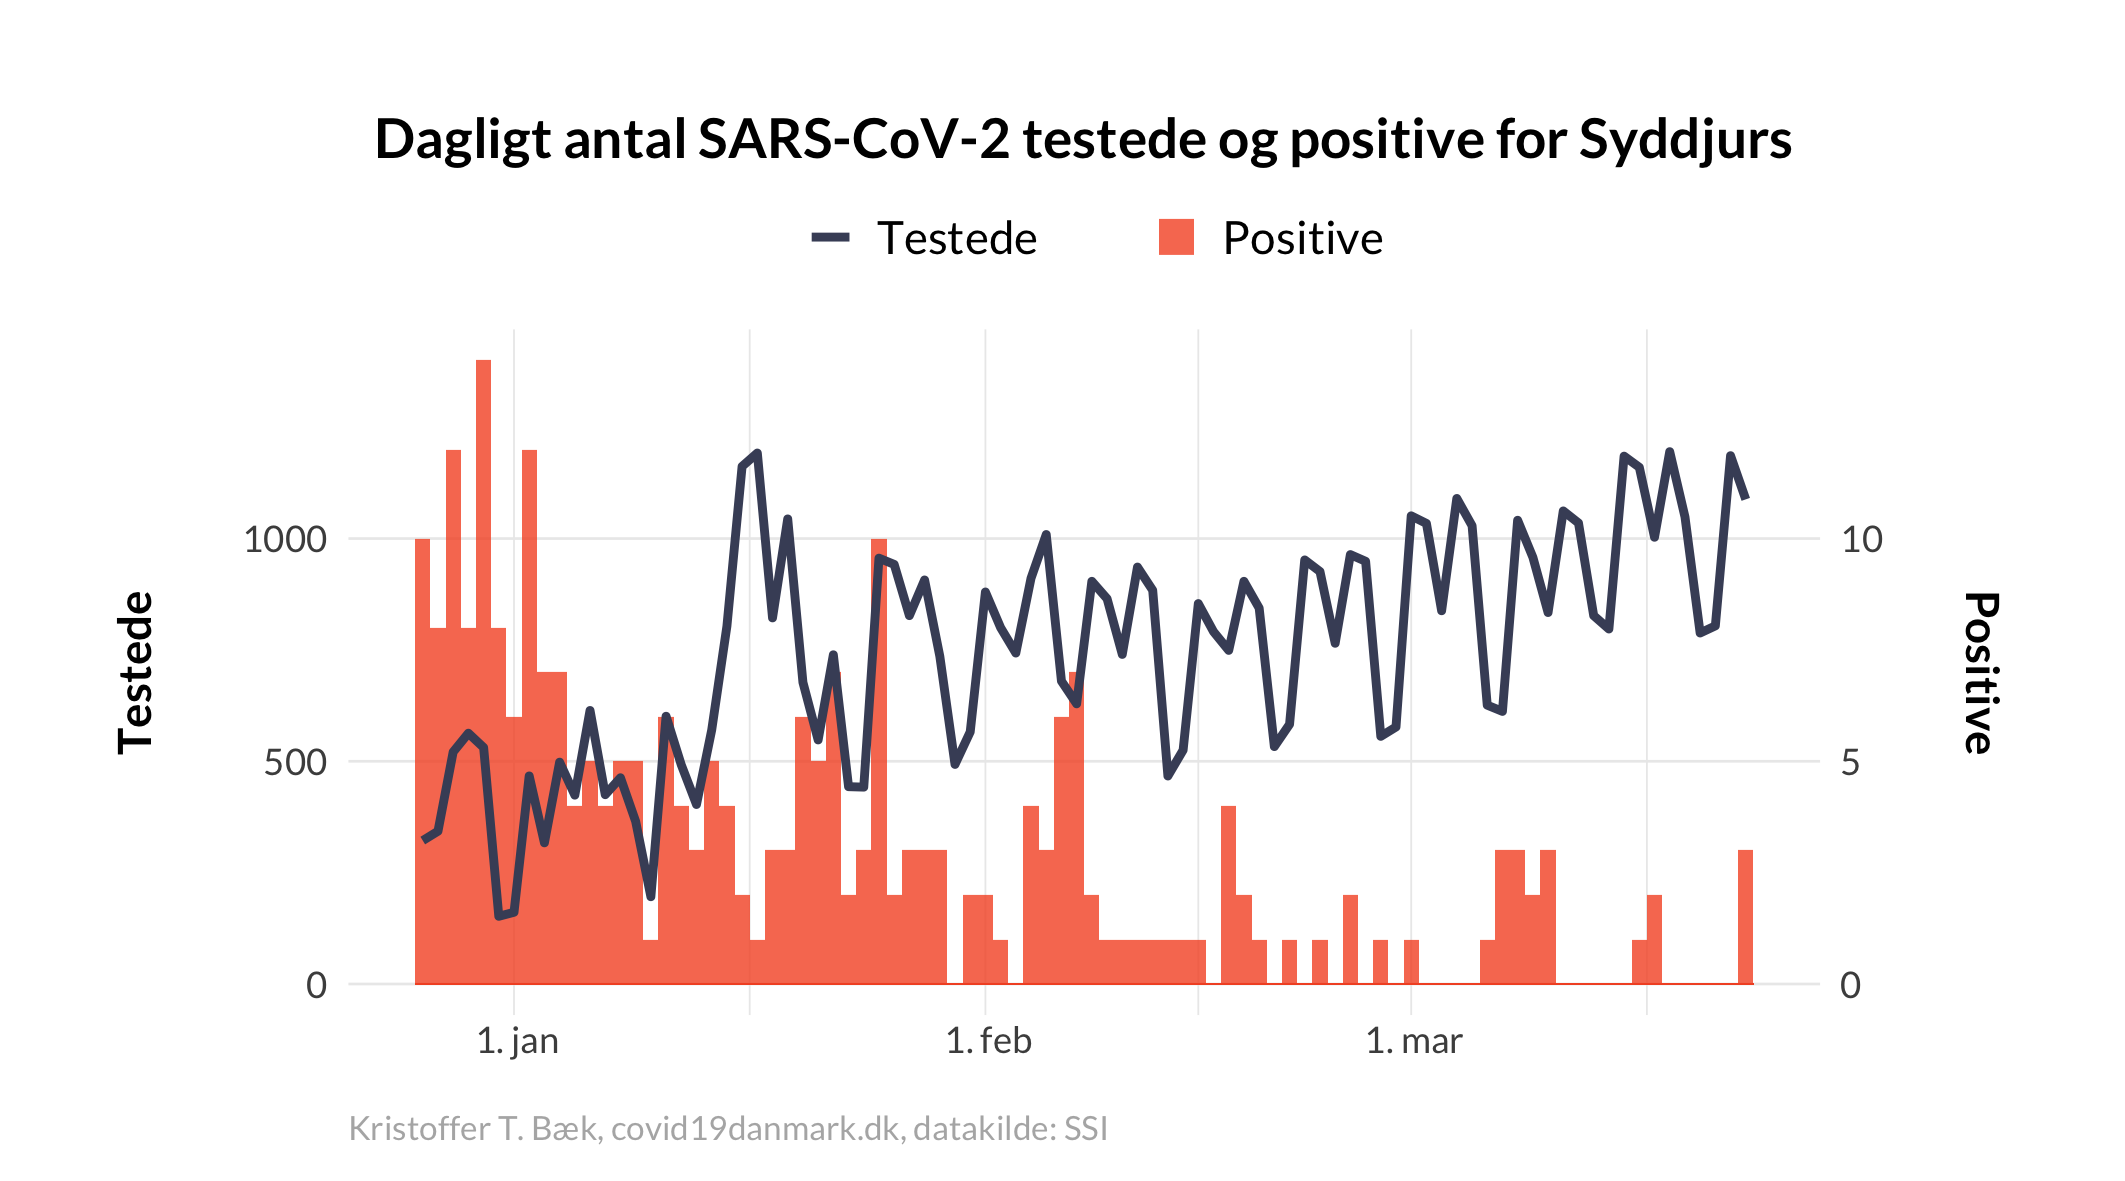 Dagligt antal SARS-CoV-2 testede og positive for Syddjurs
Testede
Positive
Testede
1000
500
0
10
5
0
Positive
1. jan
1. feb
1. mar
Kristoffer T. Bæk, covid19danmark.dk, datakilde: SSI